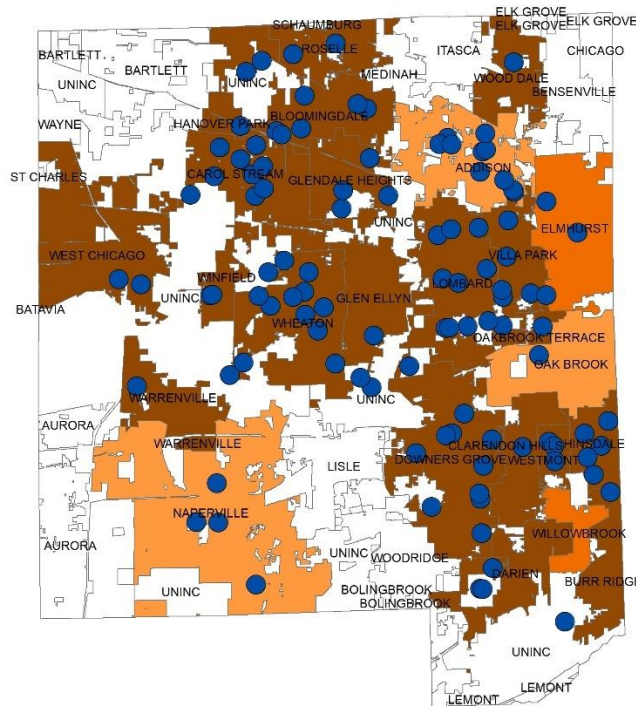 ELK GROVE
SCHAUMBURG
ELK GROVE
ELK GROVE
ROSELLE
ITASCA
CHICAGO
BARTLETT
BARTLETT
MEDINAH
UNINC
UNINC
WOOD DALE
BENSENVILLE
WAYNE
HANOVER PARK
BLOOMINGDALE
ADDISON
ST CHARLES
CAROL STREAM
GLENDALE HEIGHTS
UNINC
ELMHURST
WEST CHICAGO
VILLA PARK
WINFIELD
LOMBARD
UNINC
GLEN ELLYN
BATAVIA
WHEATON
OAKBROOK TERRACE
OAK BROOK
WARRENVILLE
UNINC
AURORA
WARRENVILLE
CLARENDON HILLS
HINSDALE
LISLE
DOWNERS GROVE
WESTMONT
NAPERVILLE
WILLOWBROOK
AURORA
UNINC
WOODRIDGE
DARIEN
UNINC
BOLINGBROOK
BURR RIDGE
BOLINGBROOK
UNINC
LEMONT
LEMONT